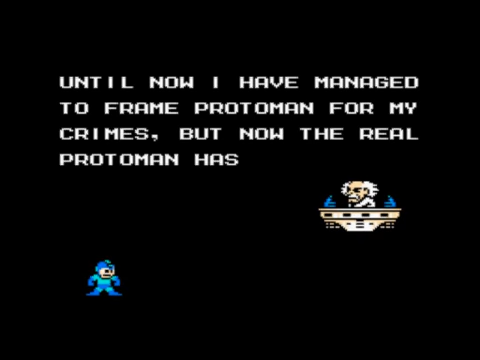 UNTIL NOW I HAVE MANAGED
TO FRAME PROTOMAN FOR MY
CRIMES, BUT NOW THE REAL
PROTOMAN HAS